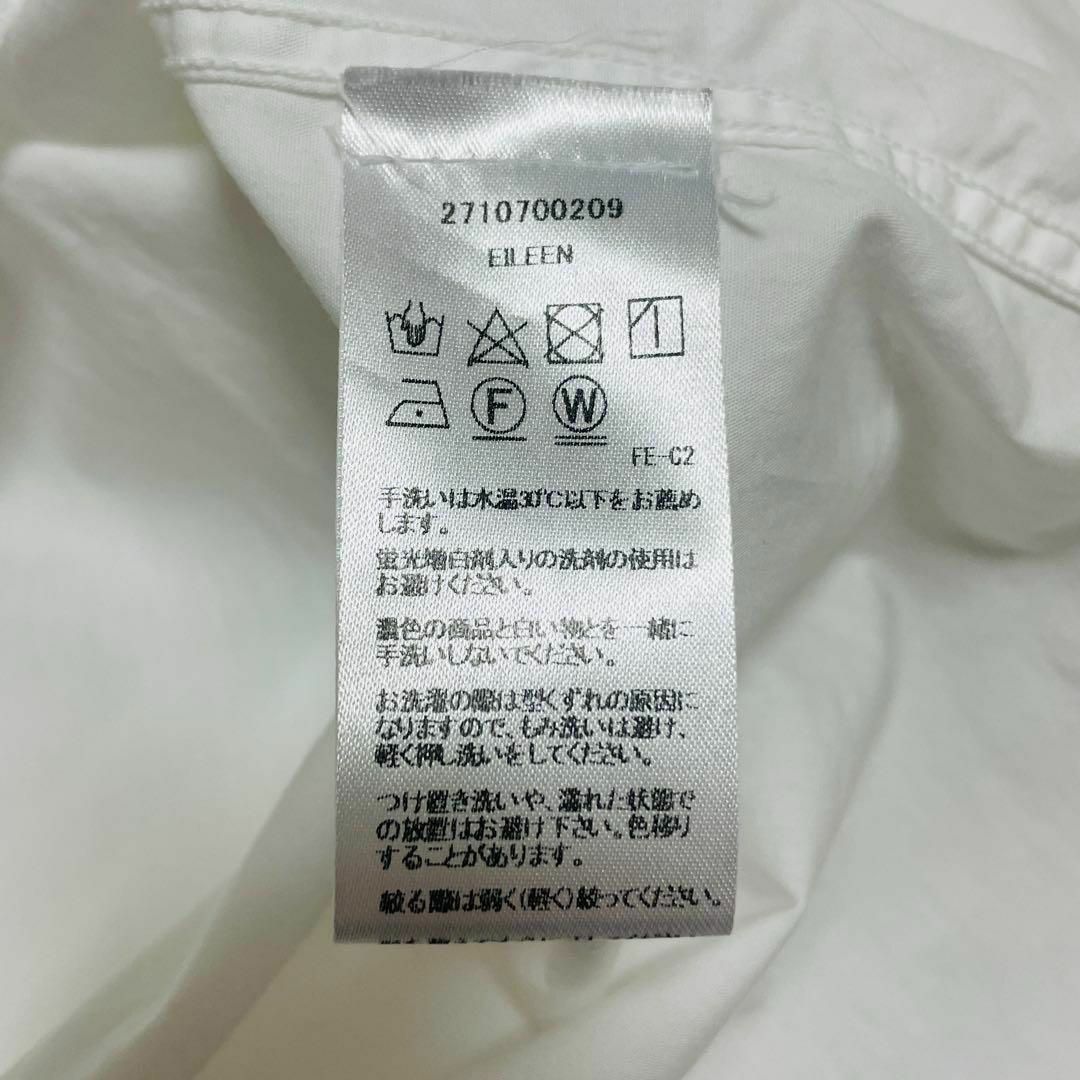 2710700209
EILEEN
F W
FE-C2
手洗いは水温30℃以下をお薦め
します。
蛍光増白剤入りの洗剤の使用は
お避けください。
濃色の商品と白い物とを一緒に
手洗いしないでください。
お洗濯の際は型くずれの原因に
なりますので、もみ洗いは避け、
軽く押し洗いをしてください。
つけ置き洗いや、濡れた状態で
の放置はお避け下さい。色移り
することがあります。
絞る際は弱く(軽く)絞ってください。